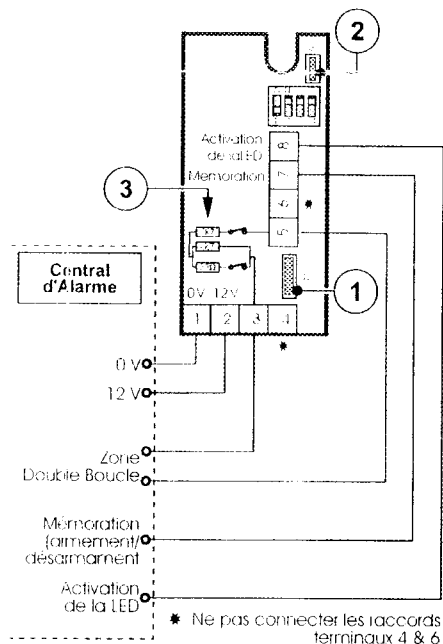 2
Activation
de la LED
8
Mémoration
7
6
*
5
3
1
Central
d'Alarme
0V 12V
1 2 3 4
*
0 V
12 V
Zone
Double Boucle
Mémoration
(armement/
désarmament
Activation
de la LED
* Ne pas connecter les raccords
terminaux 4 & 6